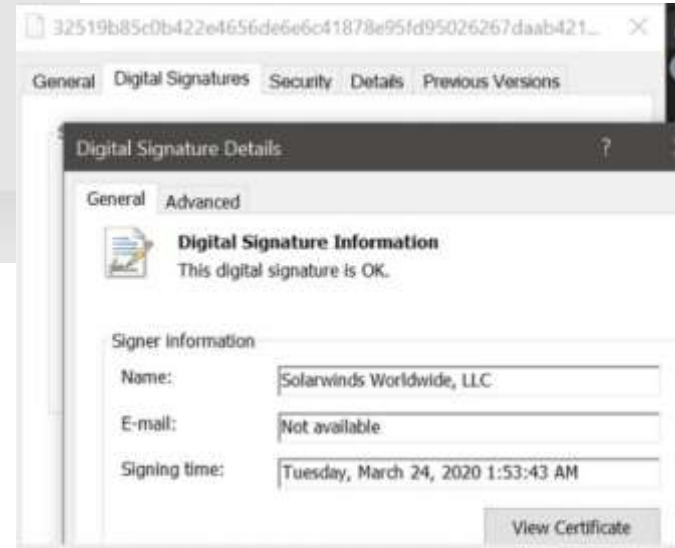 32519b85c0b422e4656de6e6c41878e95fd95026267daab421...
General Digital Signatures Security Details Previous Versions
Digital Signature Details ?
General Advanced
Digital Signature Information
This digital signature is OK.
Signer information
Name: Solarwinds Worldwide, LLC
E-mail: Not available
Signing time: Tuesday, March 24, 2020 1:53:43 AM
View Certificate